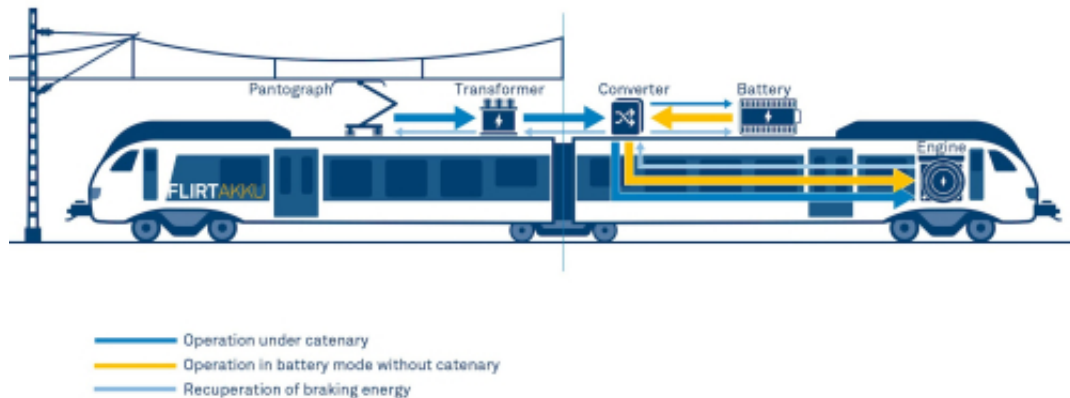 Pantograph
Transformer
Converter
Battery
Engine
FLIRTAKKU
Operation under catenary
Operation in battery mode without catenary
Recuperation of braking energy